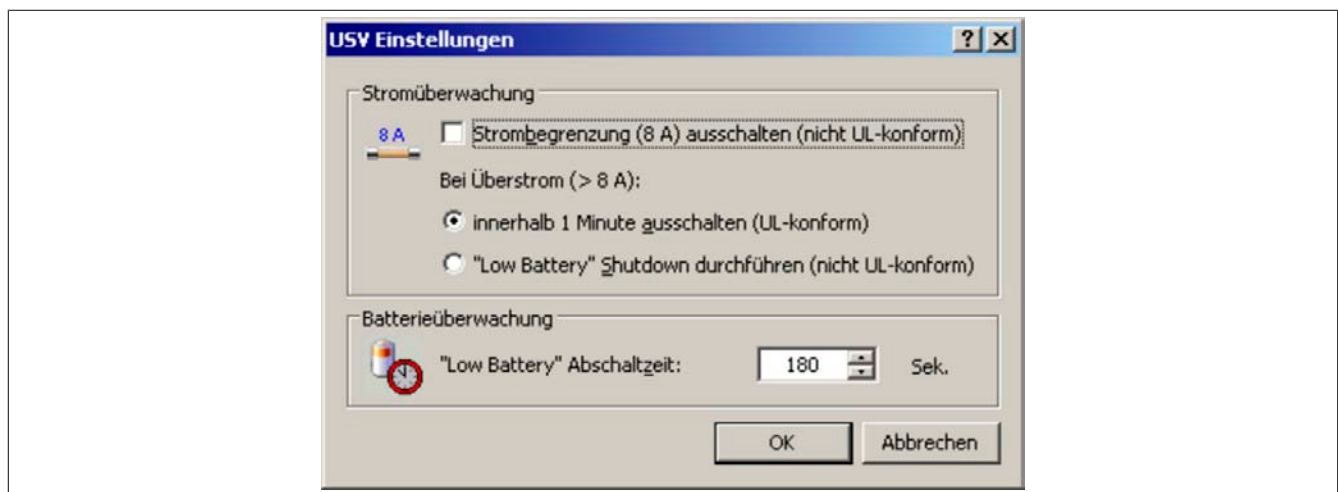 USV Einstellungen
Stromüberwachung
8 A
Strombegrenzung (8 A) ausschalten (nicht UL-konform)
Bei Überstrom (> 8 A):
innerhalb 1 Minute ausschalten (UL-konform)
"Low Battery" Shutdown durchführen (nicht UL-konform)
Batterieüberwachung
"Low Battery" Abschaltzeit: 180 Sek.
OK Abbrechen